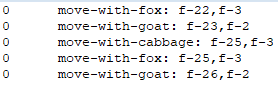 0 move-with-fox: f-22,f-3
0 move-with-goat: f-23,f-2
0 move-with-cabbage: f-25,f-3
0 move-with-fox: f-25,f-3
0 move-with-goat: f-26,f-2